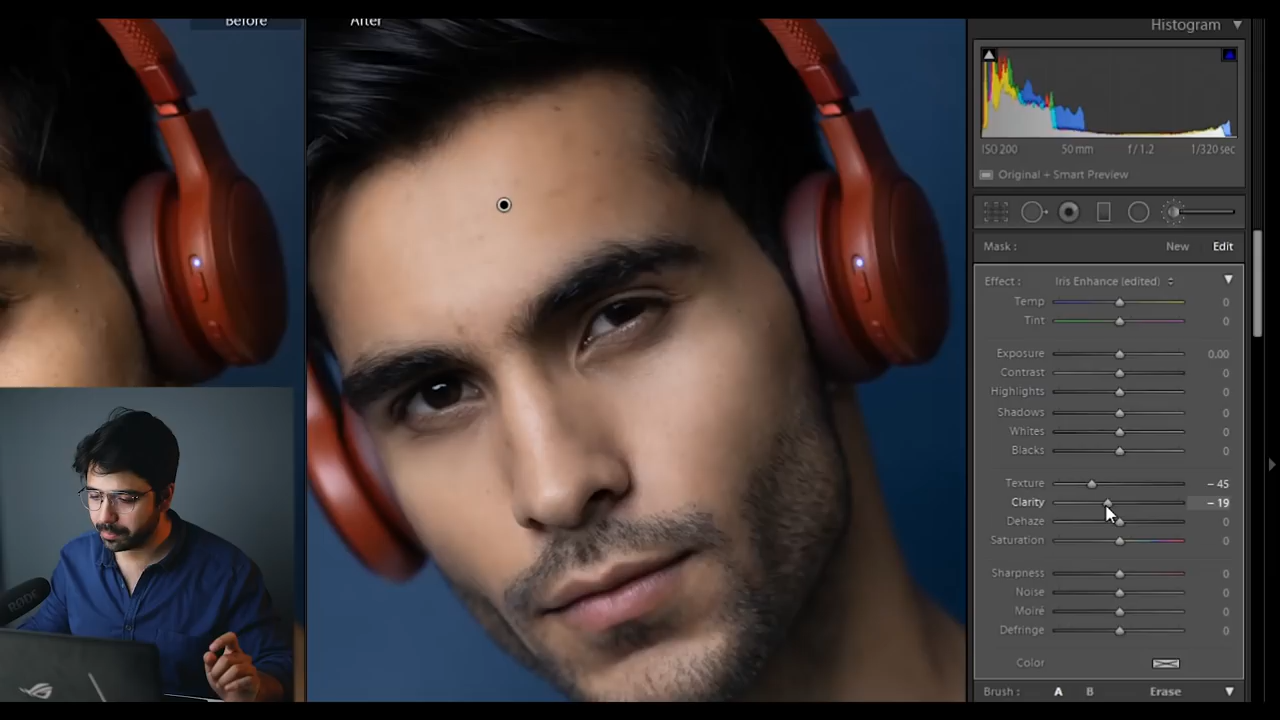 Before
After
Histogram
ISO 200 50 mm f / 1.2 1/320 sec
Original + Smart Preview
Mask : New Edit
Effect : Iris Enhance (edited)
Temp 0
Tint 0
Exposure 0.00
Contrast 0
Highlights 0
Shadows 0
Whites 0
Blacks 0
Texture – 45
Clarity – 19
Dehaze 0
Saturation 0
Sharpness 0
Noise 0
Moiré 0
Defringe 0
Color
Brush : A B Erase
RODE